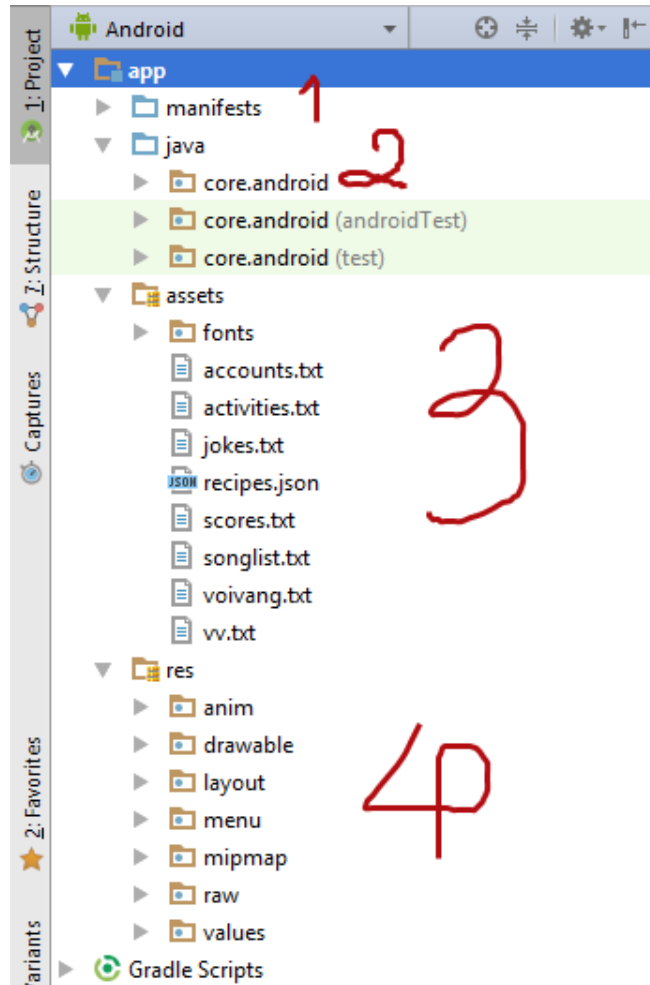 Android
1: Project
app
1
manifests
java
core.android 2
core.android (androidTest)
core.android (test)
7: Structure
assets
fonts
accounts.txt
activities.txt
jokes.txt
3
Captures
JSON recipes.json
scores.txt
songlist.txt
voivang.txt
vv.txt
res
anim
drawable
layout
4
menu
2: Favorites
mipmap
raw
values
Gradle Scripts